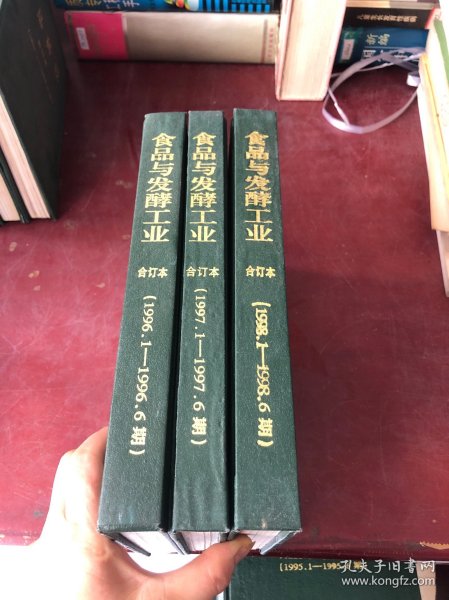 食品与发酵工业
合订本
(1996.1—1996.6期)
食品与发酵工业
合订本
(1997.1—1997.6期)
食品与发酵工业
合订本
(1998.1—1998.6期)
新编
(1995.1—1995
孔夫子旧书网
www.kongfz.com